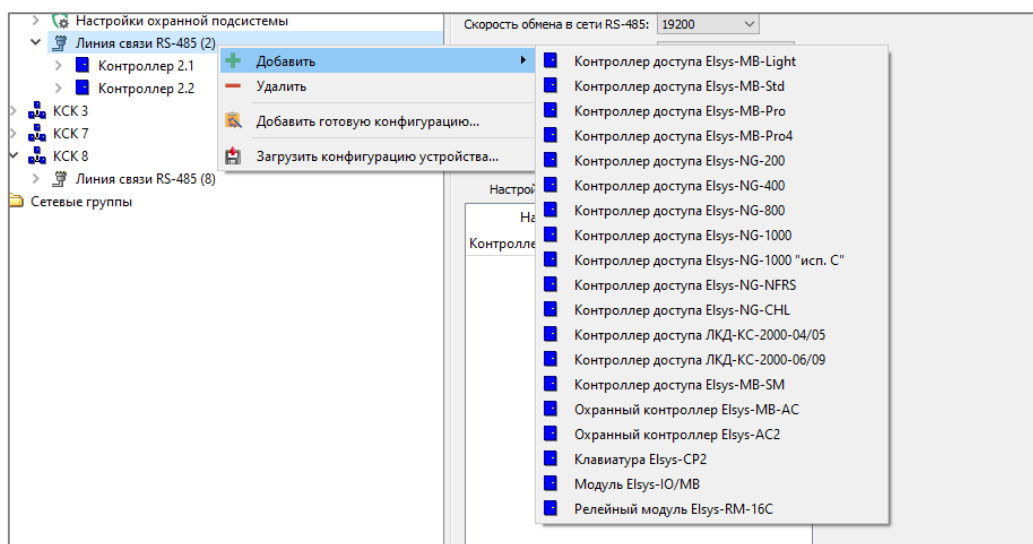 Настройки охранной подсистемы
Линия связи RS-485 (2)
Контроллер 2.1
Контроллер 2.2
КСК 3
КСК 7
КСК 8
Линия связи RS-485 (8)
Сетевые группы
Добавить
Удалить
Добавить готовую конфигурацию...
Загрузить конфигурацию устройства...
Скорость обмена в сети RS-485: 19200
Контроллер доступа Elsys-MB-Light
Контроллер доступа Elsys-MB-Std
Контроллер доступа Elsys-MB-Pro
Контроллер доступа Elsys-MB-Pro4
Контроллер доступа Elsys-NG-200
Контроллер доступа Elsys-NG-400
Контроллер доступа Elsys-NG-800
Контроллер доступа Elsys-NG-1000
Контроллер доступа Elsys-NG-1000 "исп. С"
Контроллер доступа Elsys-NG-NFRS
Контроллер доступа Elsys-NG-CHL
Контроллер доступа ЛКД-КС-2000-04/05
Контроллер доступа ЛКД-КС-2000-06/09
Контроллер доступа Elsys-MB-SM
Охранный контроллер Elsys-MB-AC
Охранный контроллер Elsys-AC2
Клавиатура Elsys-CP2
Модуль Elsys-IO/MB
Релейный модуль Elsys-RM-16C